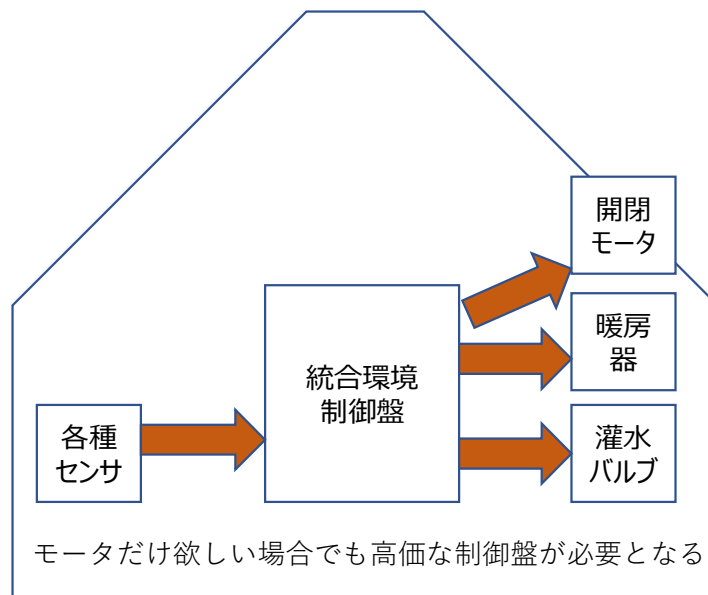 開閉
モータ
暖房
器
統合環境
制御盤
各種
センサ
灌水
バルブ
モータだけ欲しい場合でも高価な制御盤が必要となる